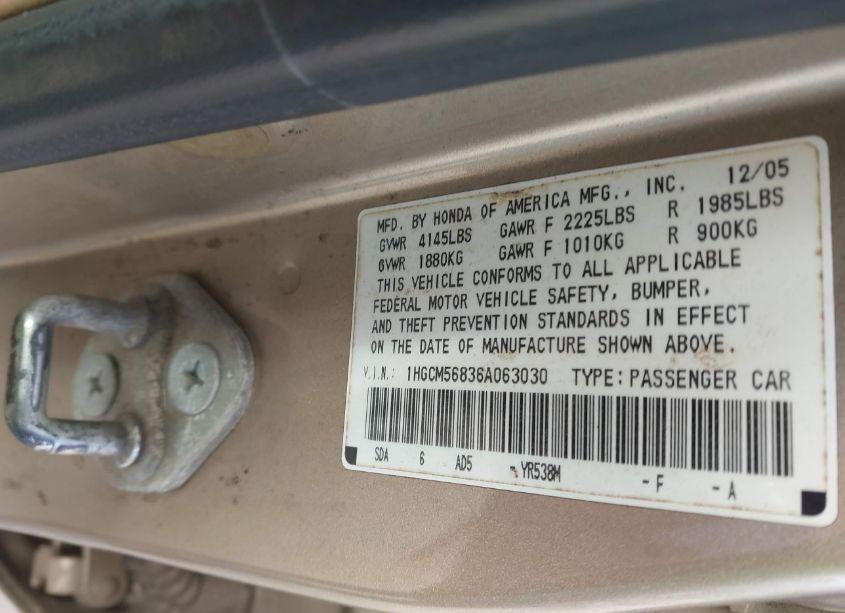 12/05
MFD. BY HONDA OF AMERICA MFG., INC.
GVWR 4145LBS GAWR F 2225LBS R 1985LBS
GVWR 1880KG GAWR F 1010KG R 900KG
THIS VEHICLE CONFORMS TO ALL APPLICABLE
FEDERAL MOTOR VEHICLE SAFETY, BUMPER,
AND THEFT PREVENTION STANDARDS IN EFFECT
ON THE DATE OF MANUFACTURE SHOWN ABOVE.
V.I.N.: 1HGCM56836A063030 TYPE: PASSENGER CAR
SDA 6 AD5 - YR538M - F - A